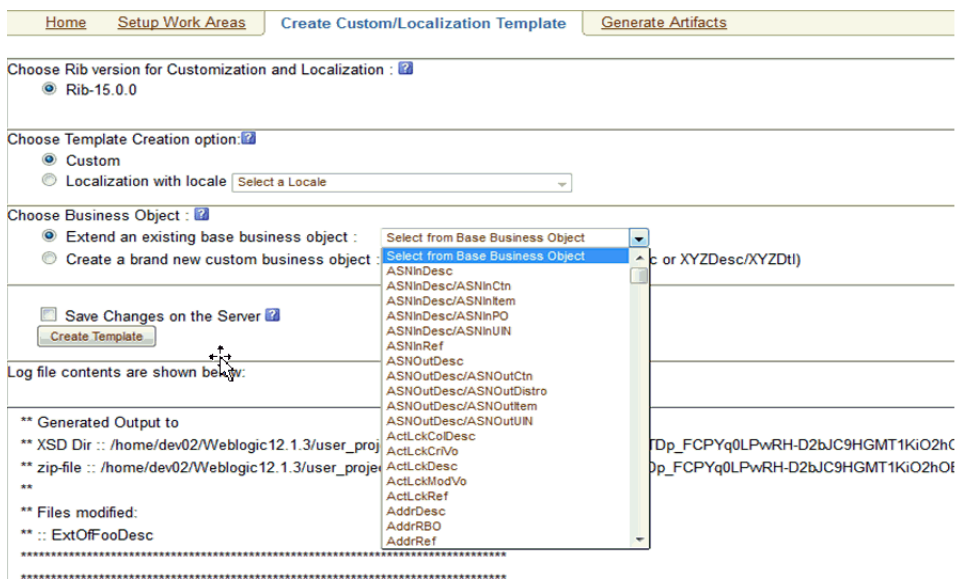 Home Setup Work Areas Create Custom/Localization Template Generate Artifacts
Choose Rib version for Customization and Localization : ?
Rib-15.0.0
Choose Template Creation option: ?
Custom
Localization with locale Select a Locale
Choose Business Object : ?
Extend an existing base business object : Select from Base Business Object
Create a brand new custom business object : c or XYZDesc/XYZDtl)
Select from Base Business Object
ASNInDesc
ASNInDesc/ASNInCtn
ASNInDesc/ASNInItem
ASNInDesc/ASNInPO
ASNInDesc/ASNInUIN
ASNInRef
ASNOutDesc
ASNOutDesc/ASNOutCtn
ASNOutDesc/ASNOutDistro
ASNOutDesc/ASNOutItem
ASNOutDesc/ASNOutUIN
ActLckColDesc
ActLckCriVo
ActLckDesc
ActLckModVo
ActLckRef
AddrDesc
AddrRBO
AddrRef
Save Changes on the Server ?
Create Template
Log file contents are shown below:
** Generated Output to
** XSD Dir :: /home/dev02/Weblogic12.1.3/user_proj TDp_FCPYq0LPwRH-D2bJC9HGMT1KiO2h
** zip-file :: /home/dev02/Weblogic12.1.3/user_proje Dp_FCPYq0LPwRH-D2bJC9HGMT1KiO2hO
**
** Files modified:
** :: ExtOfFooDesc
*********************************************************************************
*********************************************************************************